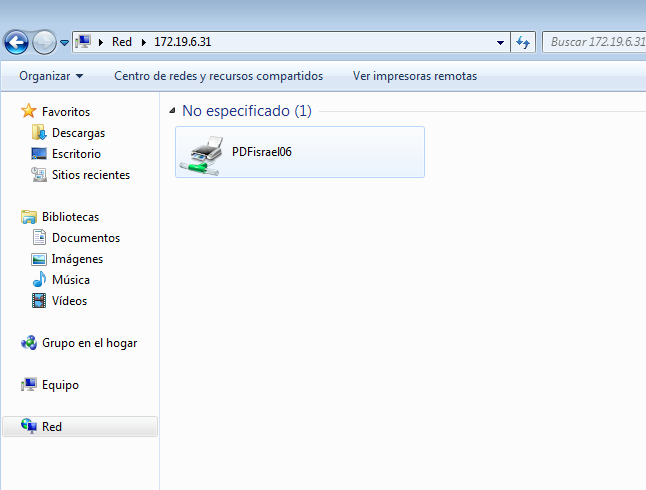 Red ▸ 172.19.6.31
Buscar 172.19.6.31
Organizar
Centro de redes y recursos compartidos
Ver impresoras remotas
Favoritos
Descargas
Escritorio
Sitios recientes
Bibliotecas
Documentos
Imágenes
Música
Vídeos
Grupo en el hogar
Equipo
Red
No especificado (1)
PDFisrael06